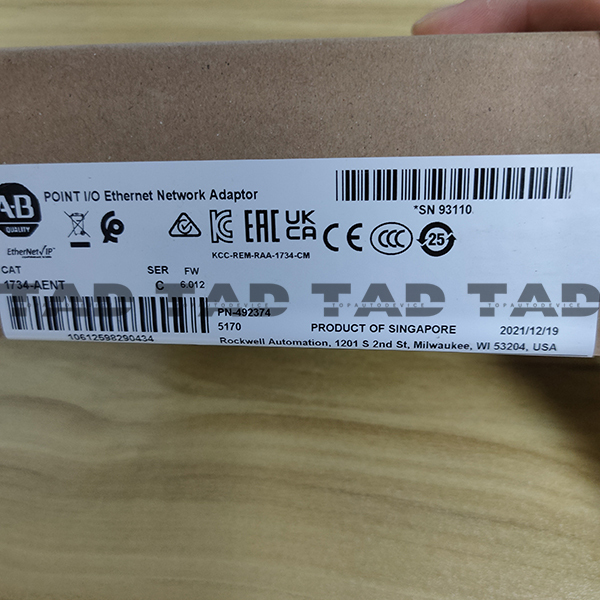 A-B
QUALITY
POINT I/O Ethernet Network Adaptor
*SN 93110
EtherNet/IP
KCC-REM-RAA-1734-CM
EAC
UK
CA
CE
CCC
25
CAT
SER
FW
1734-AENT
C
6.012
TAD TAD TAD TAD
TOPAUTODEVICE
PN-492374
5170
PRODUCT OF SINGAPORE
2021/12/19
10612598290434
Rockwell Automation, 1201 S 2nd St, Milwaukee, WI 53204, USA